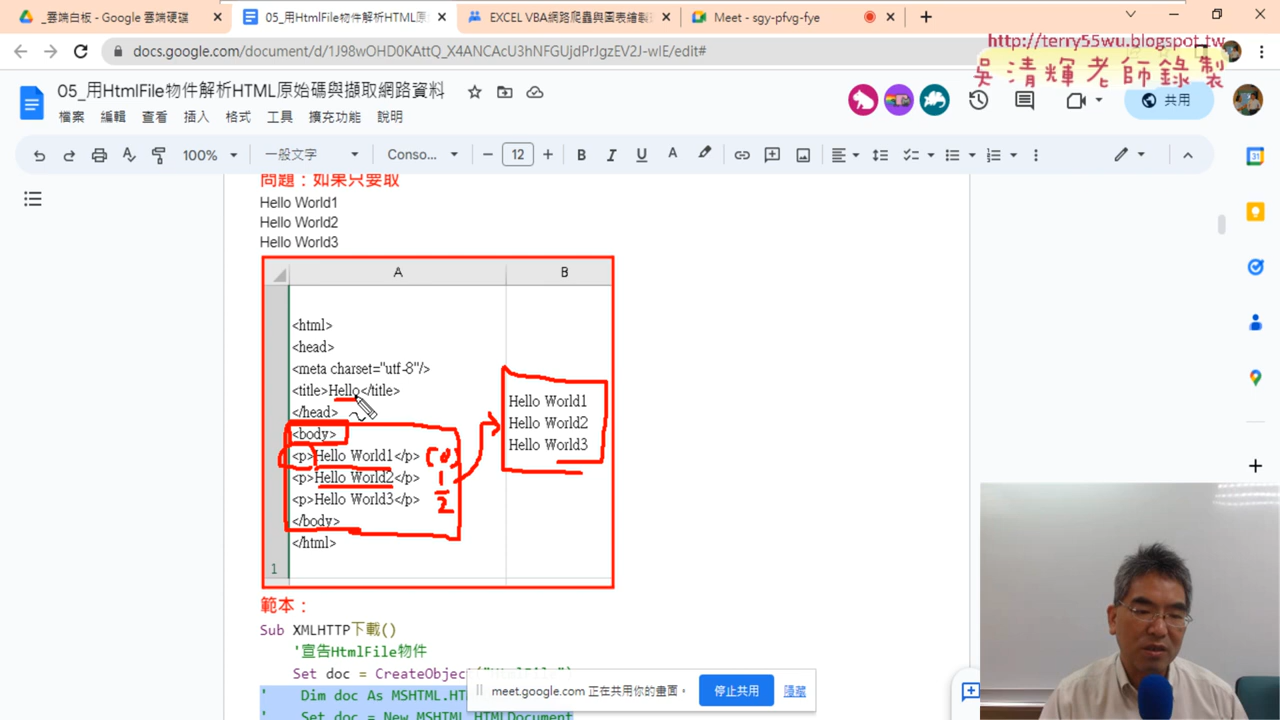 _雲端白板 - Google 雲端硬碟
05_用HtmlFile物件解析HTML原
EXCEL VBA網路爬蟲與圖表繪製
Meet - sgy-pfvg-fye
docs.google.com/document/d/1J98wOHD0KAttQ_X4ANCAcU3hNFGUjdPrJgzEV2J-wIE/edit#
http://terry55wu.blogspot.tw
吳清輝老師錄製
05_用HtmlFile物件解析HTML原始碼與擷取網路資料
共用
檔案 編輯 查看 插入 格式 工具 擴充功能 說明
100% 一般文字 Conso... 12
問題：如果只要取
Hello World1
Hello World2
Hello World3
A B
<html>
<head>
<meta charset="utf-8"/>
<title>Hello</title>
</head>
<body>
<p>Hello World1</p>
<p>Hello World2</p>
<p>Hello World3</p>
</body>
</html>
(0)
1
2
Hello World1
Hello World2
Hello World3
1
範本：
Sub XMLHTTP下載()
'宣告HtmlFile物件
Set doc = CreateObject("HtmlFile")
' Dim doc As MSHTML.HT
' Set doc = New MSHTML.HTMLDocument
meet.google.com 正在共用你的畫面。 停止共用 隱藏